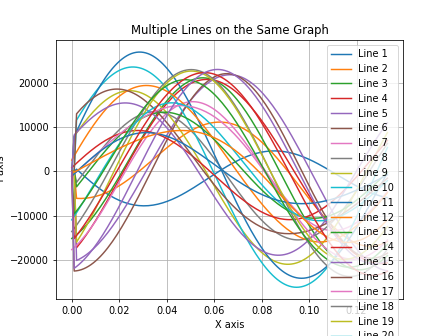 Multiple Lines on the Same Graph
20000
10000
0
−10000
−20000
axis
0.00
0.02
0.04
0.06
0.08
0.10
X axis
Line 1
Line 2
Line 3
Line 4
Line 5
Line 6
Line 7
Line 8
Line 9
Line 10
Line 11
Line 12
Line 13
Line 14
Line 15
Line 16
Line 17
Line 18
Line 19
Line 20